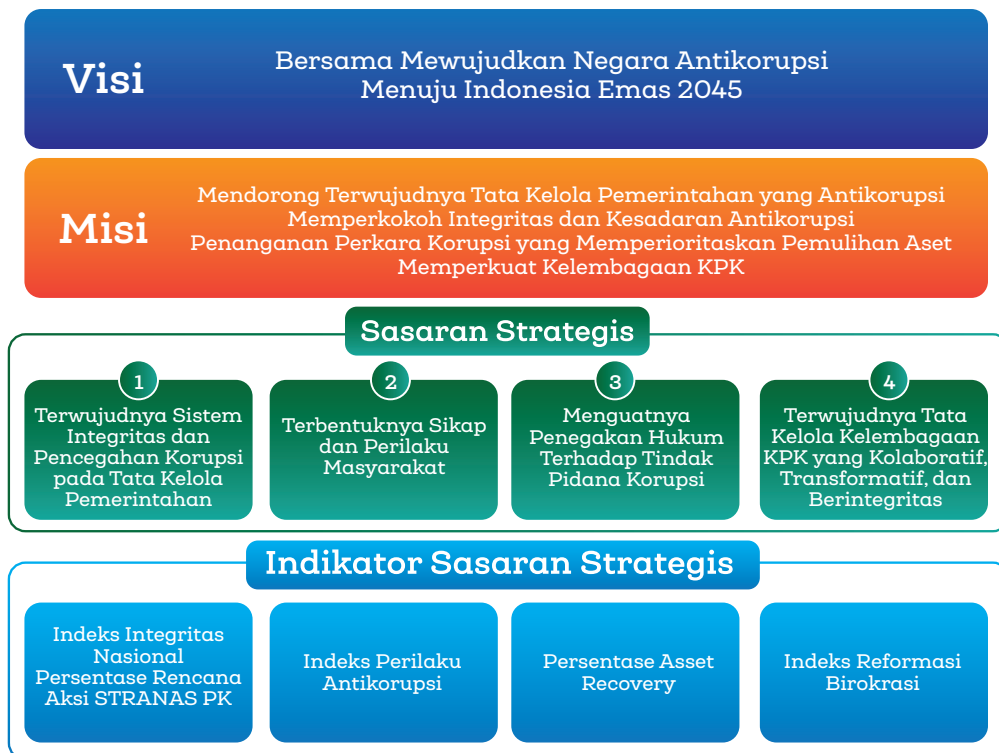 Visi
Bersama Mewujudkan Negara Antikorupsi
Menuju Indonesia Emas 2045
Misi
Mendorong Terwujudnya Tata Kelola Pemerintahan yang Antikorupsi
Memperkokoh Integritas dan Kesadaran Antikorupsi
Penanganan Perkara Korupsi yang Memperioritaskan Pemulihan Aset
Memperkuat Kelembagaan KPK
Sasaran Strategis
1
Terwujudnya Sistem
Integritas dan
Pencegahan Korupsi
pada Tata Kelola
Pemerintahan
2
Terbentuknya Sikap
dan Perilaku
Masyarakat
3
Menguatnya
Penegakan Hukum
Terhadap Tindak
Pidana Korupsi
4
Terwujudnya Tata
Kelola Kelembagaan
KPK yang Kolaboratif,
Transformatif, dan
Berintegritas
Indikator Sasaran Strategis
Indeks Integritas
Nasional
Persentase Rencana
Aksi STRANAS PK
Indeks Perilaku
Antikorupsi
Persentase Asset
Recovery
Indeks Reformasi
Birokrasi